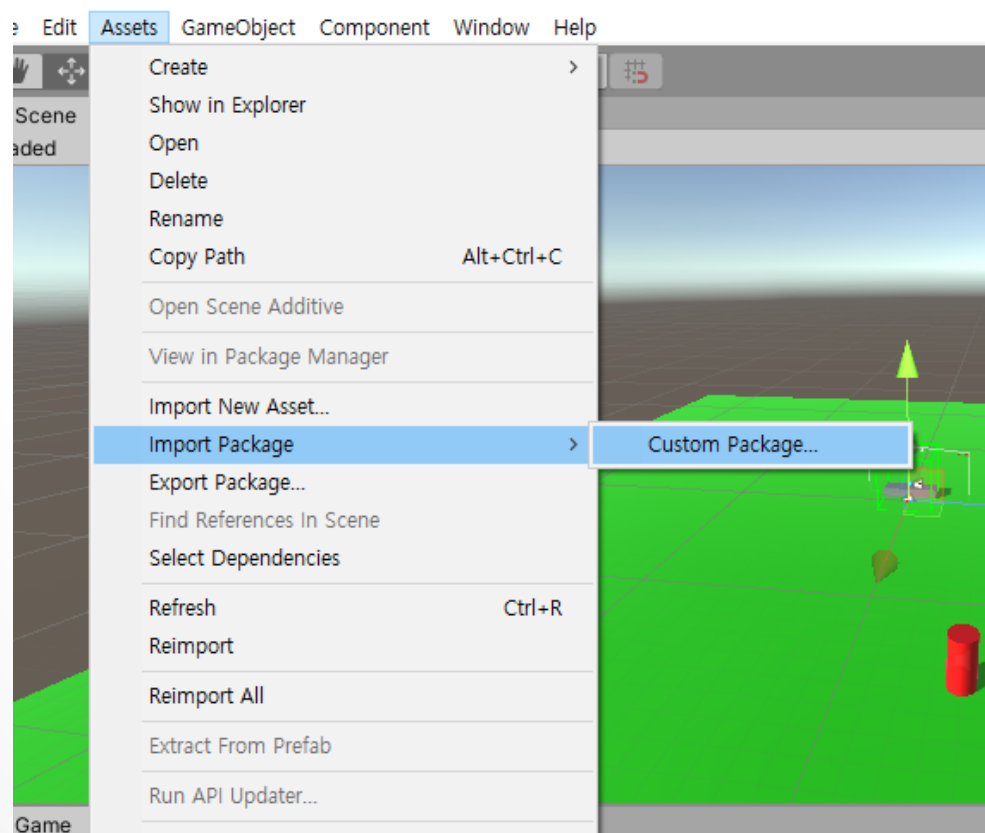 Edit Assets GameObject Component Window Help
Create
Scene
Show in Explorer
Open
Delete
Rename
Copy Path Alt+Ctrl+C
Open Scene Additive
View in Package Manager
Import New Asset...
Import Package Custom Package...
Export Package...
Find References In Scene
Select Dependencies
Refresh Ctrl+R
Reimport
Reimport All
Extract From Prefab
Run API Updater...
Game